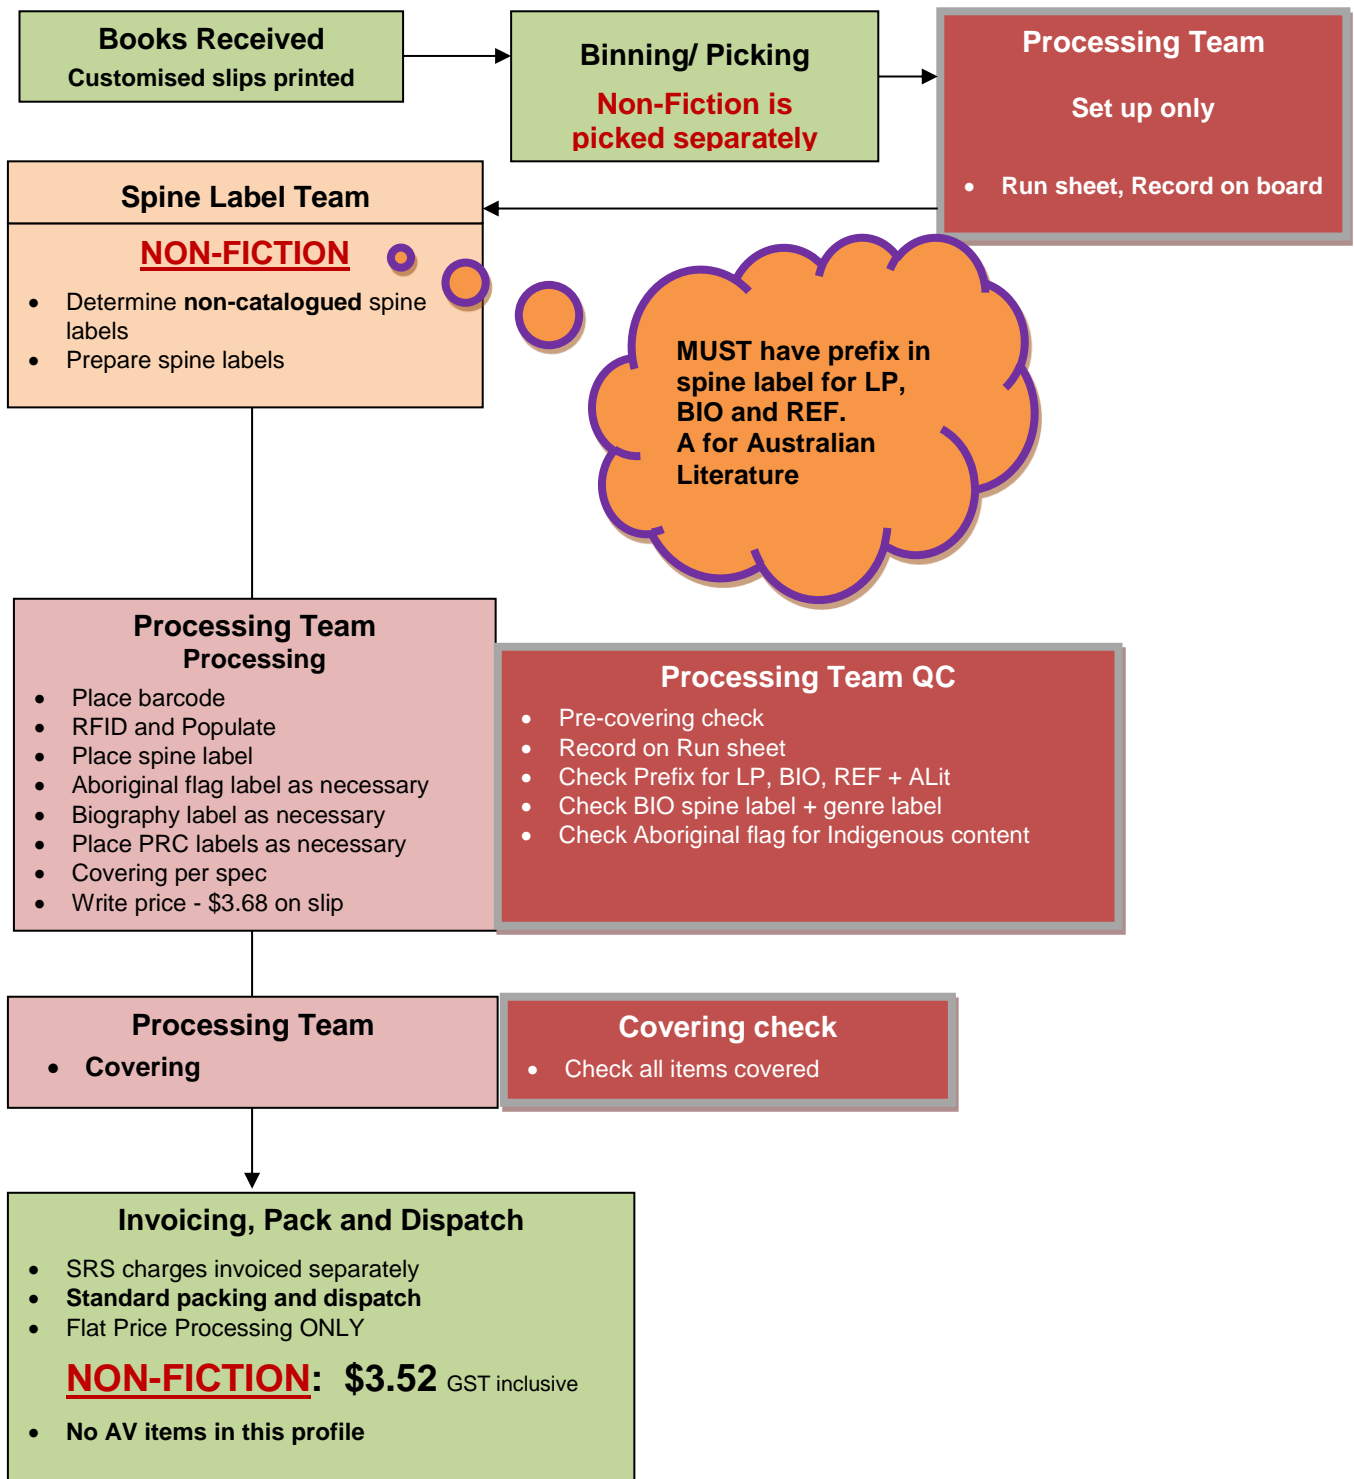 Books Received
Customised slips printed
Binning/ Picking
Non-Fiction is
picked separately
Processing Team
Set up only
• Run sheet, Record on board
Spine Label Team
NON-FICTION
• Determine non-catalogued spine
labels
• Prepare spine labels
MUST have prefix in
spine label for LP,
BIO and REF.
A for Australian
Literature
Processing Team
Processing
• Place barcode
• RFID and Populate
• Place spine label
• Aboriginal flag label as necessary
• Biography label as necessary
• Place PRC labels as necessary
• Covering per spec
• Write price - $3.68 on slip
Processing Team QC
• Pre-covering check
• Record on Run sheet
• Check Prefix for LP, BIO, REF + ALit
• Check BIO spine label + genre label
• Check Aboriginal flag for Indigenous content
Processing Team
• Covering
Covering check
• Check all items covered
Invoicing, Pack and Dispatch
• SRS charges invoiced separately
• Standard packing and dispatch
• Flat Price Processing ONLY
NON-FICTION: $3.52 GST inclusive
• No AV items in this profile